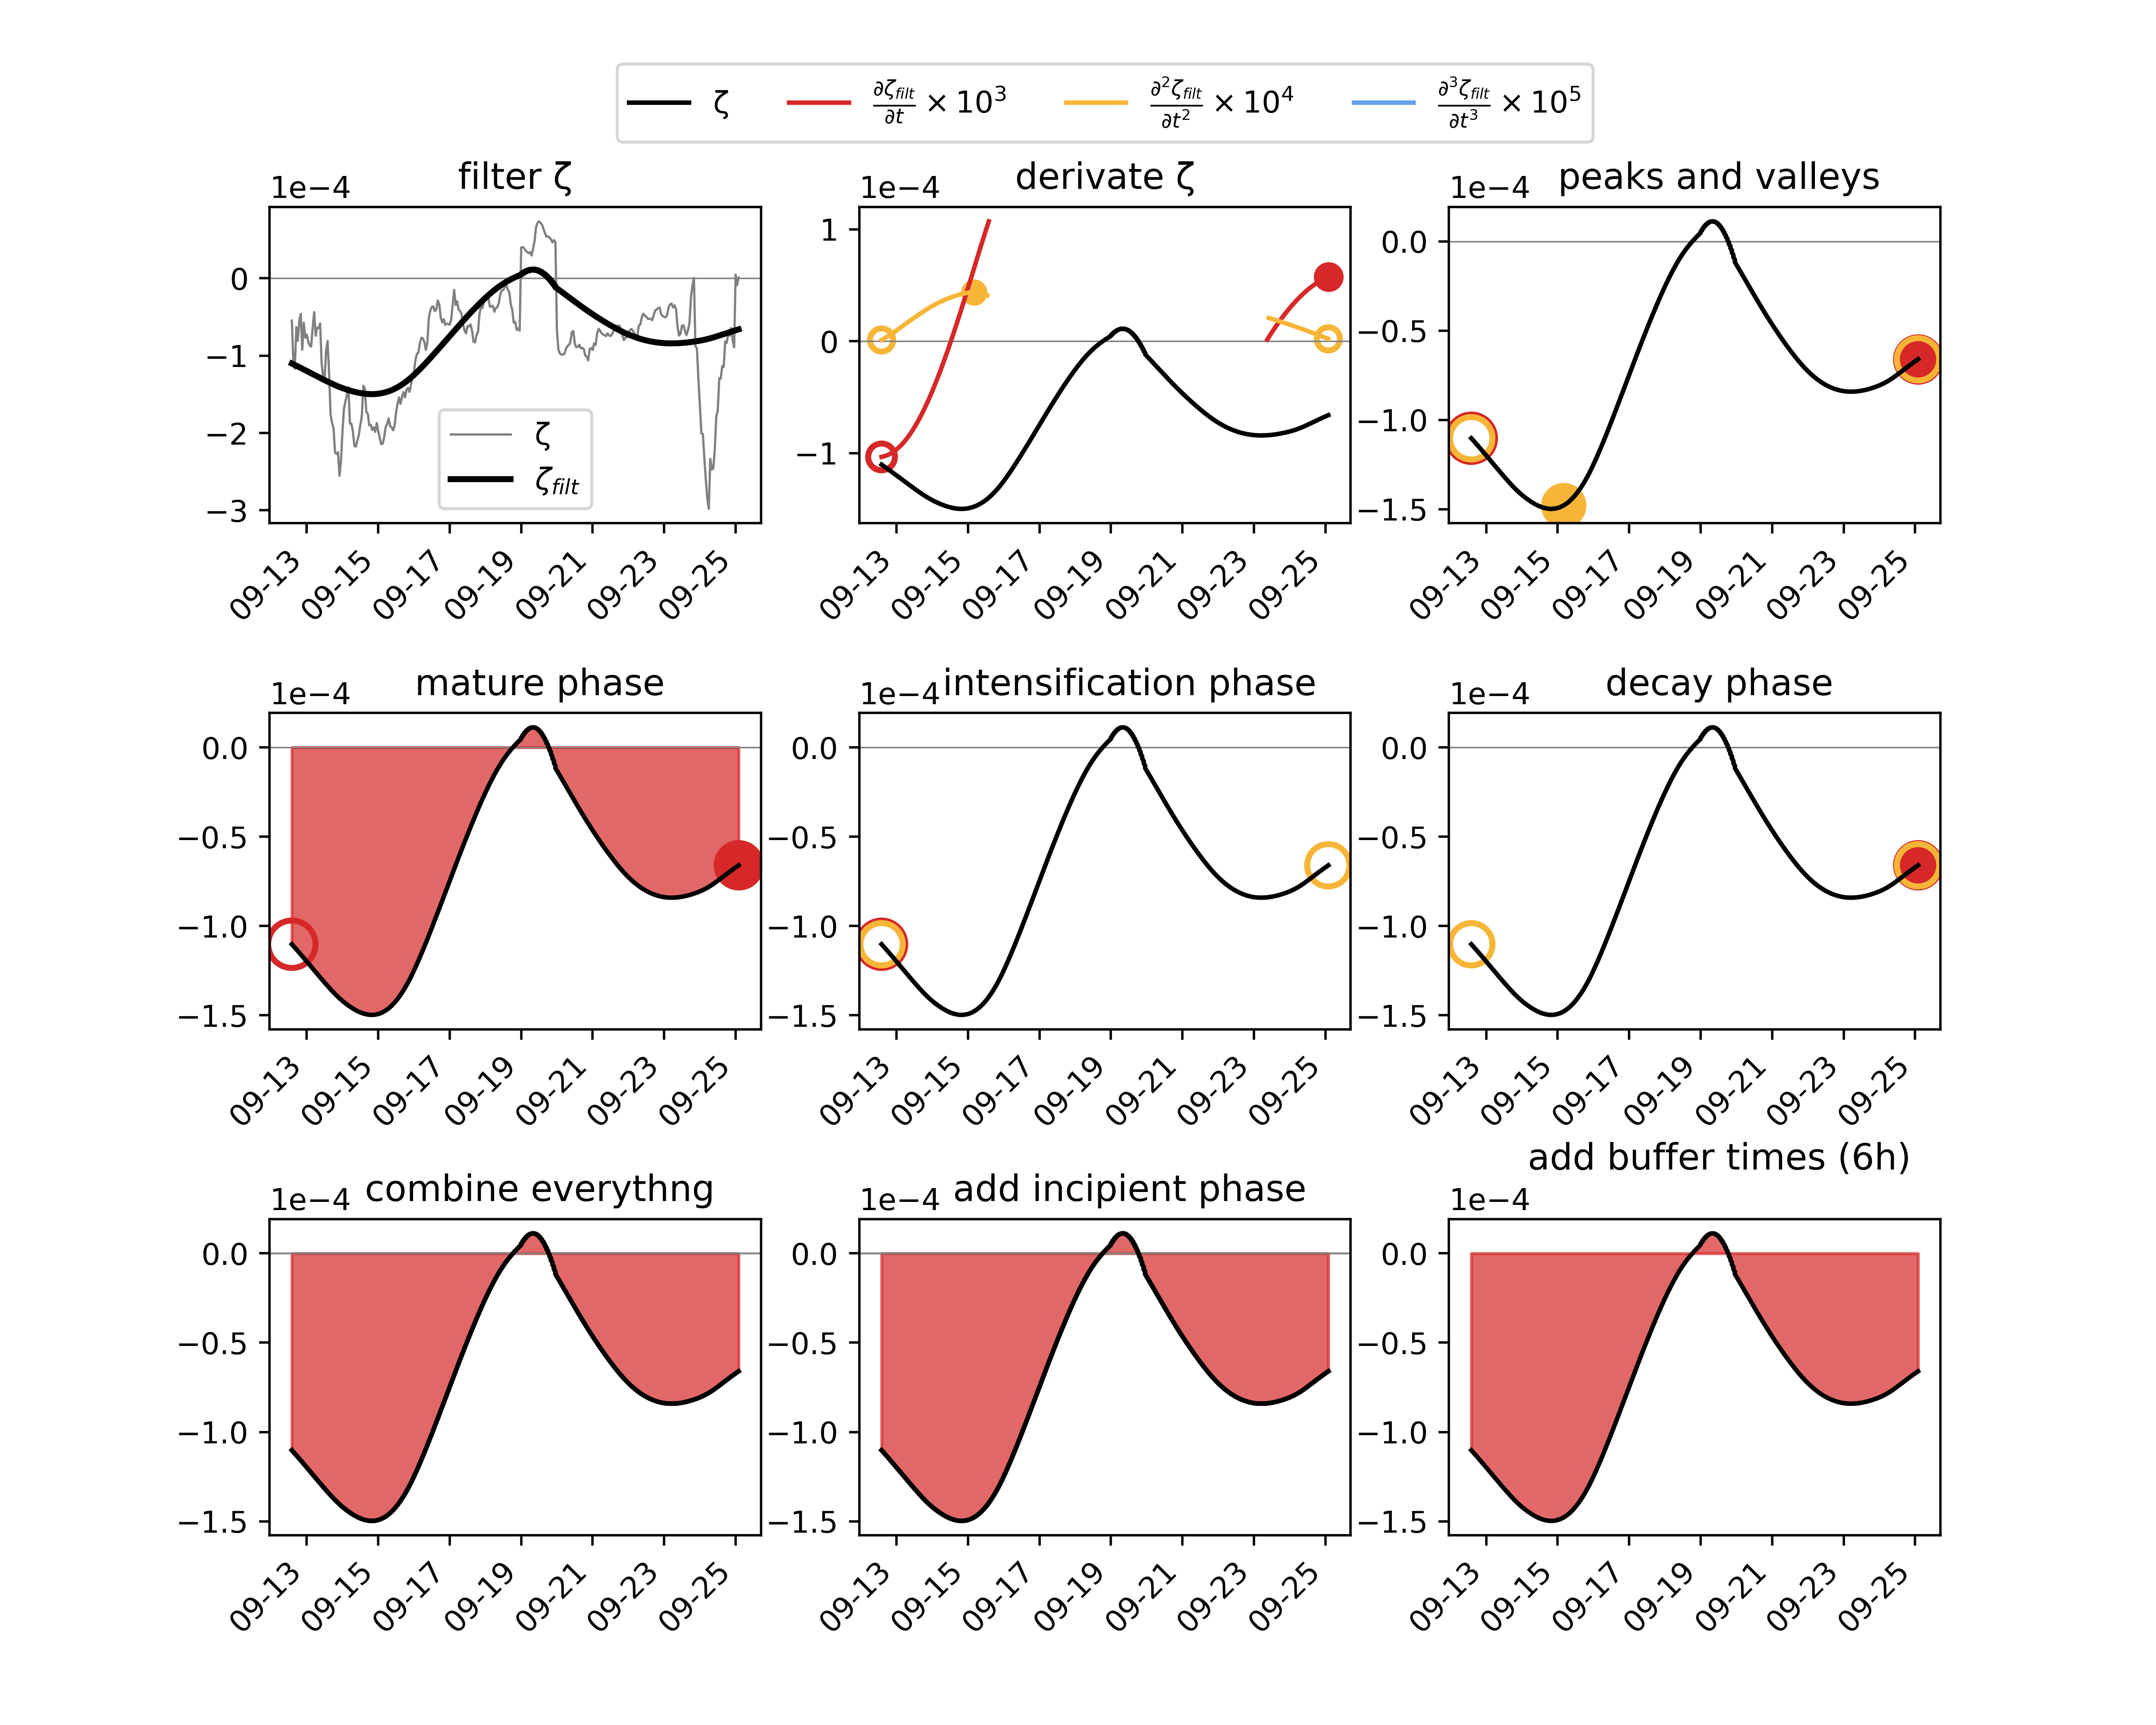 ζ ∂ζ_filt/∂t × 10³ ∂²ζ_filt/∂t² × 10⁴ ∂³ζ_filt/∂t³ × 10⁵
1e−4 filter ζ
0
−1
−2
−3
ζ
ζ_filt
09-13 09-15 09-17 09-19 09-21 09-23 09-25
1e−4 derivate ζ
1
0
−1
09-13 09-15 09-17 09-19 09-21 09-23 09-25
1e−4 peaks and valleys
0.0
−0.5
−1.0
−1.5
09-13 09-15 09-17 09-19 09-21 09-23 09-25
1e−4 mature phase
0.0
−0.5
−1.0
−1.5
09-13 09-15 09-17 09-19 09-21 09-23 09-25
1e−4 intensification phase
0.0
−0.5
−1.0
−1.5
09-13 09-15 09-17 09-19 09-21 09-23 09-25
1e−4 decay phase
0.0
−0.5
−1.0
−1.5
09-13 09-15 09-17 09-19 09-21 09-23 09-25
1e−4 combine everythng
0.0
−0.5
−1.0
−1.5
09-13 09-15 09-17 09-19 09-21 09-23 09-25
1e−4 add incipient phase
0.0
−0.5
−1.0
−1.5
09-13 09-15 09-17 09-19 09-21 09-23 09-25
add buffer times (6h)
1e−4
0.0
−0.5
−1.0
−1.5
09-13 09-15 09-17 09-19 09-21 09-23 09-25